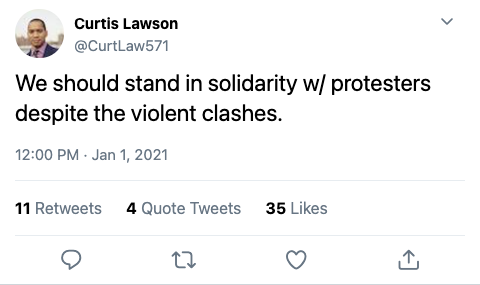 Curtis Lawson
@CurtLaw571
We should stand in solidarity w/ protesters
despite the violent clashes.
12:00 PM · Jan 1, 2021
11 Retweets 4 Quote Tweets 35 Likes